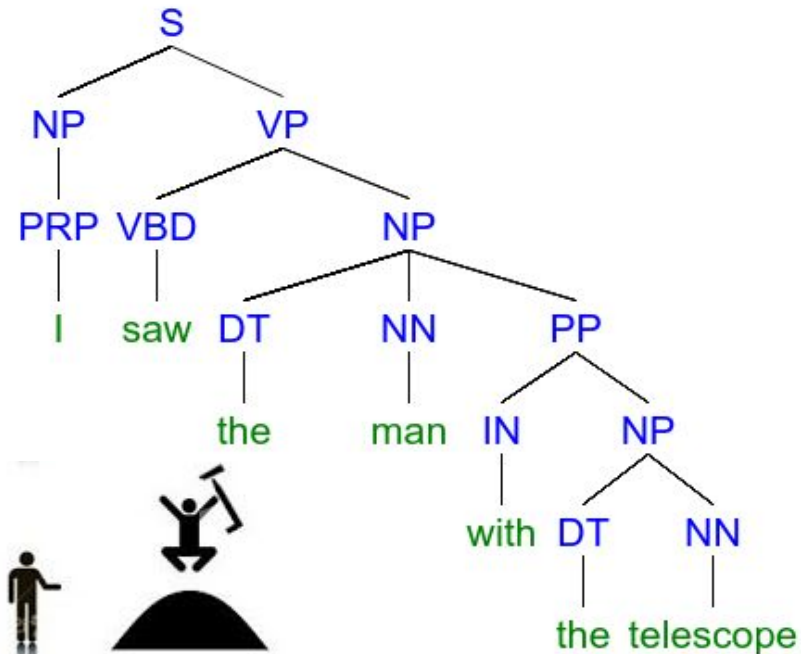 S
NP VP
PRP VBD NP
I saw DT NN PP
the man IN NP
with DT NN
the telescope